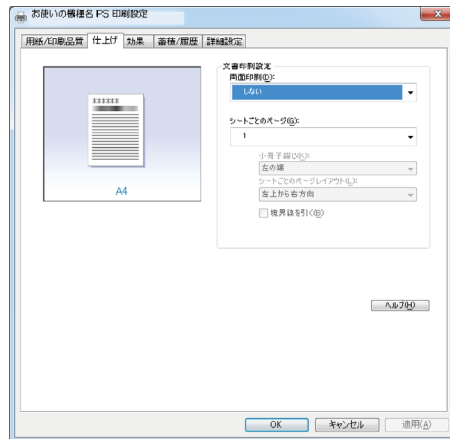 お使いの機種名 PS 印刷設定
用紙/印刷品質 仕上げ 効果 蓄積/履歴 詳細設定
文書印刷設定
両面印刷(D):
しない
シートごとのページ(G):
1
小冊子綴じ(K):
左の端
シートごとのページレイアウト(L):
左上から右方向
境界線を引く(B)
******
A4
ヘルプ(H)
OK キャンセル 適用(A)